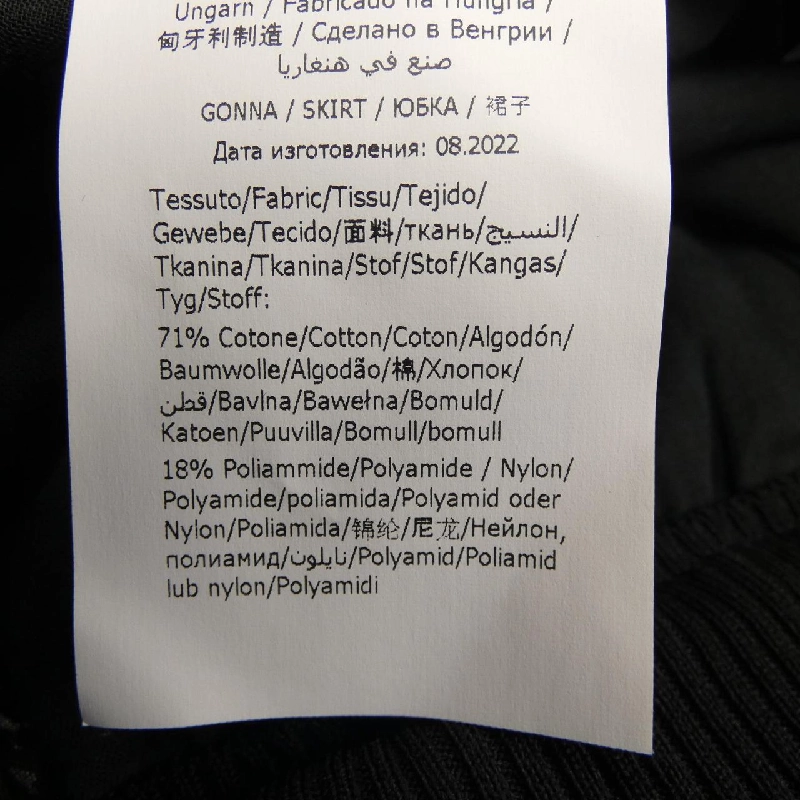 Ungarn / Fabricado na Hungria /
匈牙利制造 / Сделано в Венгрии /
صنع في هنغاريا
GONNA / SKIRT / ЮБКА / 裙子
Дата изготовления: 08.2022
Tessuto/Fabric/Tissu/Tejido/
Gewebe/Tecido/面料/ткань/النسيج/
Tkanina/Tkanina/Stof/Stof/Kangas/
Tyg/Stoff:
71% Cotone/Cotton/Coton/Algodón/
Baumwolle/Algodão/棉/Хлопок/
قطن/Bavlna/Bawełna/Bomuld/
Katoen/Puuvilla/Bomull/bomull
18% Poliammide/Polyamide / Nylon/
Polyamide/poliamida/Polyamid oder
Nylon/Poliamida/锦纶/尼龙/Нейлон,
полиамид/نايلون/Polyamid/Poliamid
lub nylon/Polyamidi